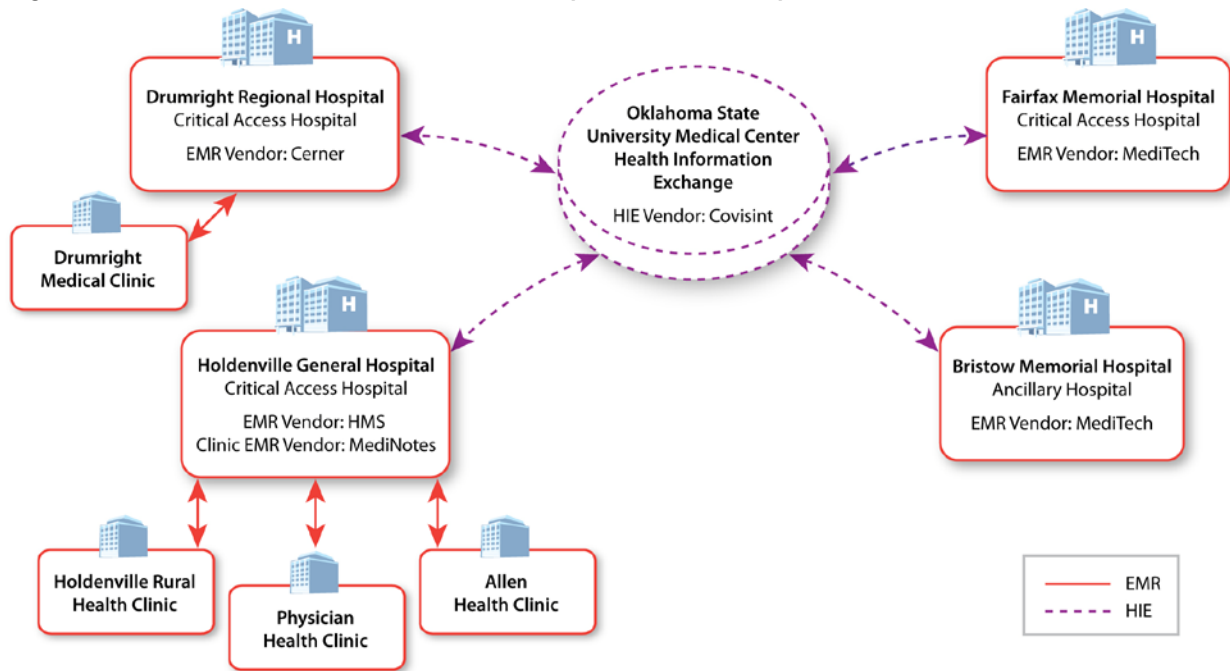 H
Drumright Regional Hospital
Critical Access Hospital
EMR Vendor: Cerner
Drumright
Medical Clinic
Oklahoma State
University Medical Center
Health Information
Exchange
HIE Vendor: Covisint
H
Fairfax Memorial Hospital
Critical Access Hospital
EMR Vendor: MediTech
H
Holdenville General Hospital
Critical Access Hospital
EMR Vendor: HMS
Clinic EMR Vendor: MediNotes
H
Bristow Memorial Hospital
Ancillary Hospital
EMR Vendor: MediTech
Holdenville Rural
Health Clinic
Physician
Health Clinic
Allen
Health Clinic
EMR
HIE